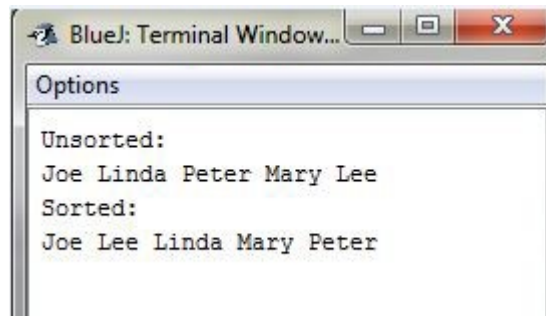 BlueJ: Terminal Window...
Options
Unsorted:
Joe Linda Peter Mary Lee
Sorted:
Joe Lee Linda Mary Peter